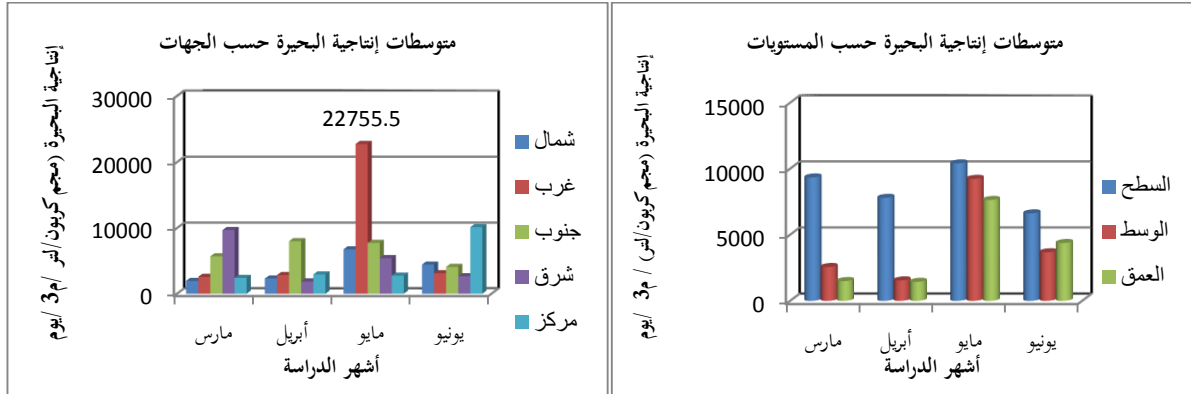 متوسطات إنتاجية البحيرة حسب الجهات
إنتاجية البحيرة (مجم كربون/لتر /م3 /يوم
30000
20000
10000
0
22755.5
شمال
غرب
جنوب
شرق
مركز
مارس
أبريل
مايو
يونيو
أشهر الدراسة
متوسطات إنتاجية البحيرة حسب المستويات
إنتاجية البحيرة (مجم كربون/لتر) / م3 /يوم
15000
10000
5000
0
السطح
الوسط
العمق
مارس
أبريل
مايو
يونيو
أشهر الدراسة